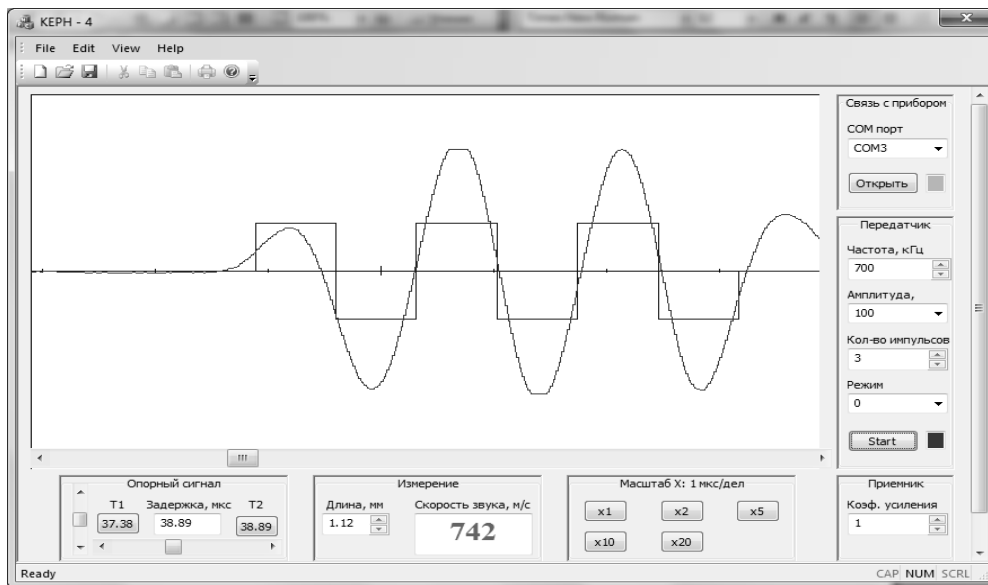 КЕРН - 4
File Edit View Help
Связь с прибором
COM порт
COM3
Открыть
Передатчик
Частота, кГц
700
Амплитуда,
100
Кол-во импульсов
3
Режим
0
Start
Опорный сигнал
T1 Задержка, мкс T2
37.38 38.89 38.89
Измерение
Длина, мм Скорость звука, м/с
1.12 742
Масштаб X: 1 мкс/дел
x1 x2 x5
x10 x20
Приемник
Коэф. усиления
1
Ready CAP NUM SCRL